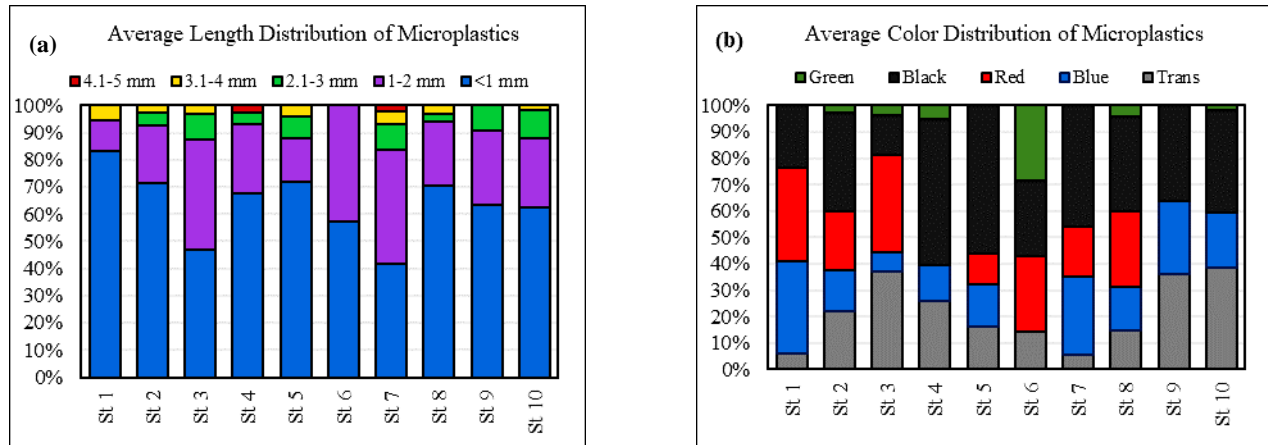 (a)
Average Length Distribution of Microplastics
4.1-5 mm 3.1-4 mm 2.1-3 mm 1-2 mm <1 mm
100%
90%
80%
70%
60%
50%
40%
30%
20%
10%
0%
St 1 St 2 St 3 St 4 St 5 St 6 St 7 St 8 St 9 St 10
(b)
Average Color Distribution of Microplastics
Green Black Red Blue Trans
100%
90%
80%
70%
60%
50%
40%
30%
20%
10%
0%
St 1 St 2 St 3 St 4 St 5 St 6 St 7 St 8 St 9 St 10